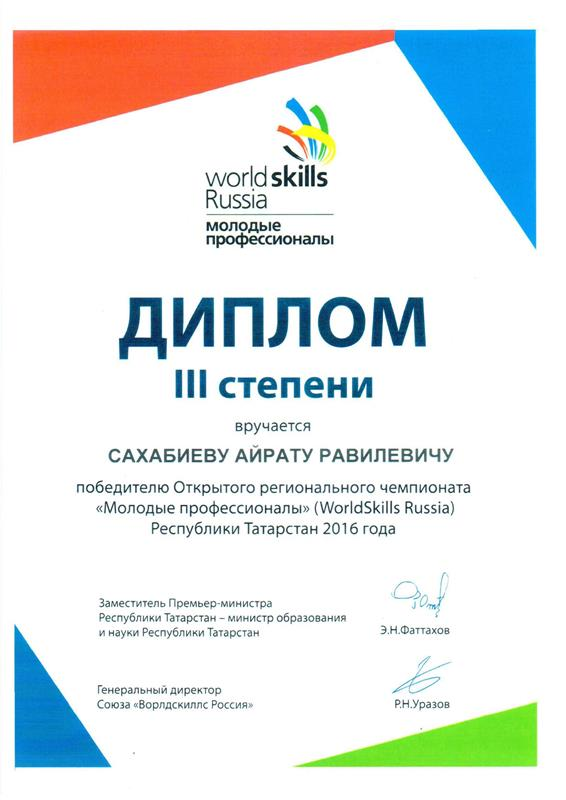 worldskills
Russia
молодые
профессионалы
ДИПЛОМ
III степени
вручается
САХАБИЕВУ АЙРАТУ РАВИЛЕВИЧУ
победителю Открытого регионального чемпионата
«Молодые профессионалы» (WorldSkills Russia)
Республики Татарстан 2016 года
Заместитель Премьер-министра
Республики Татарстан – министр образования
и науки Республики Татарстан
Э.Н.Фаттахов
Генеральный директор
Союза «Ворлдскиллс Россия»
Р.Н.Уразов